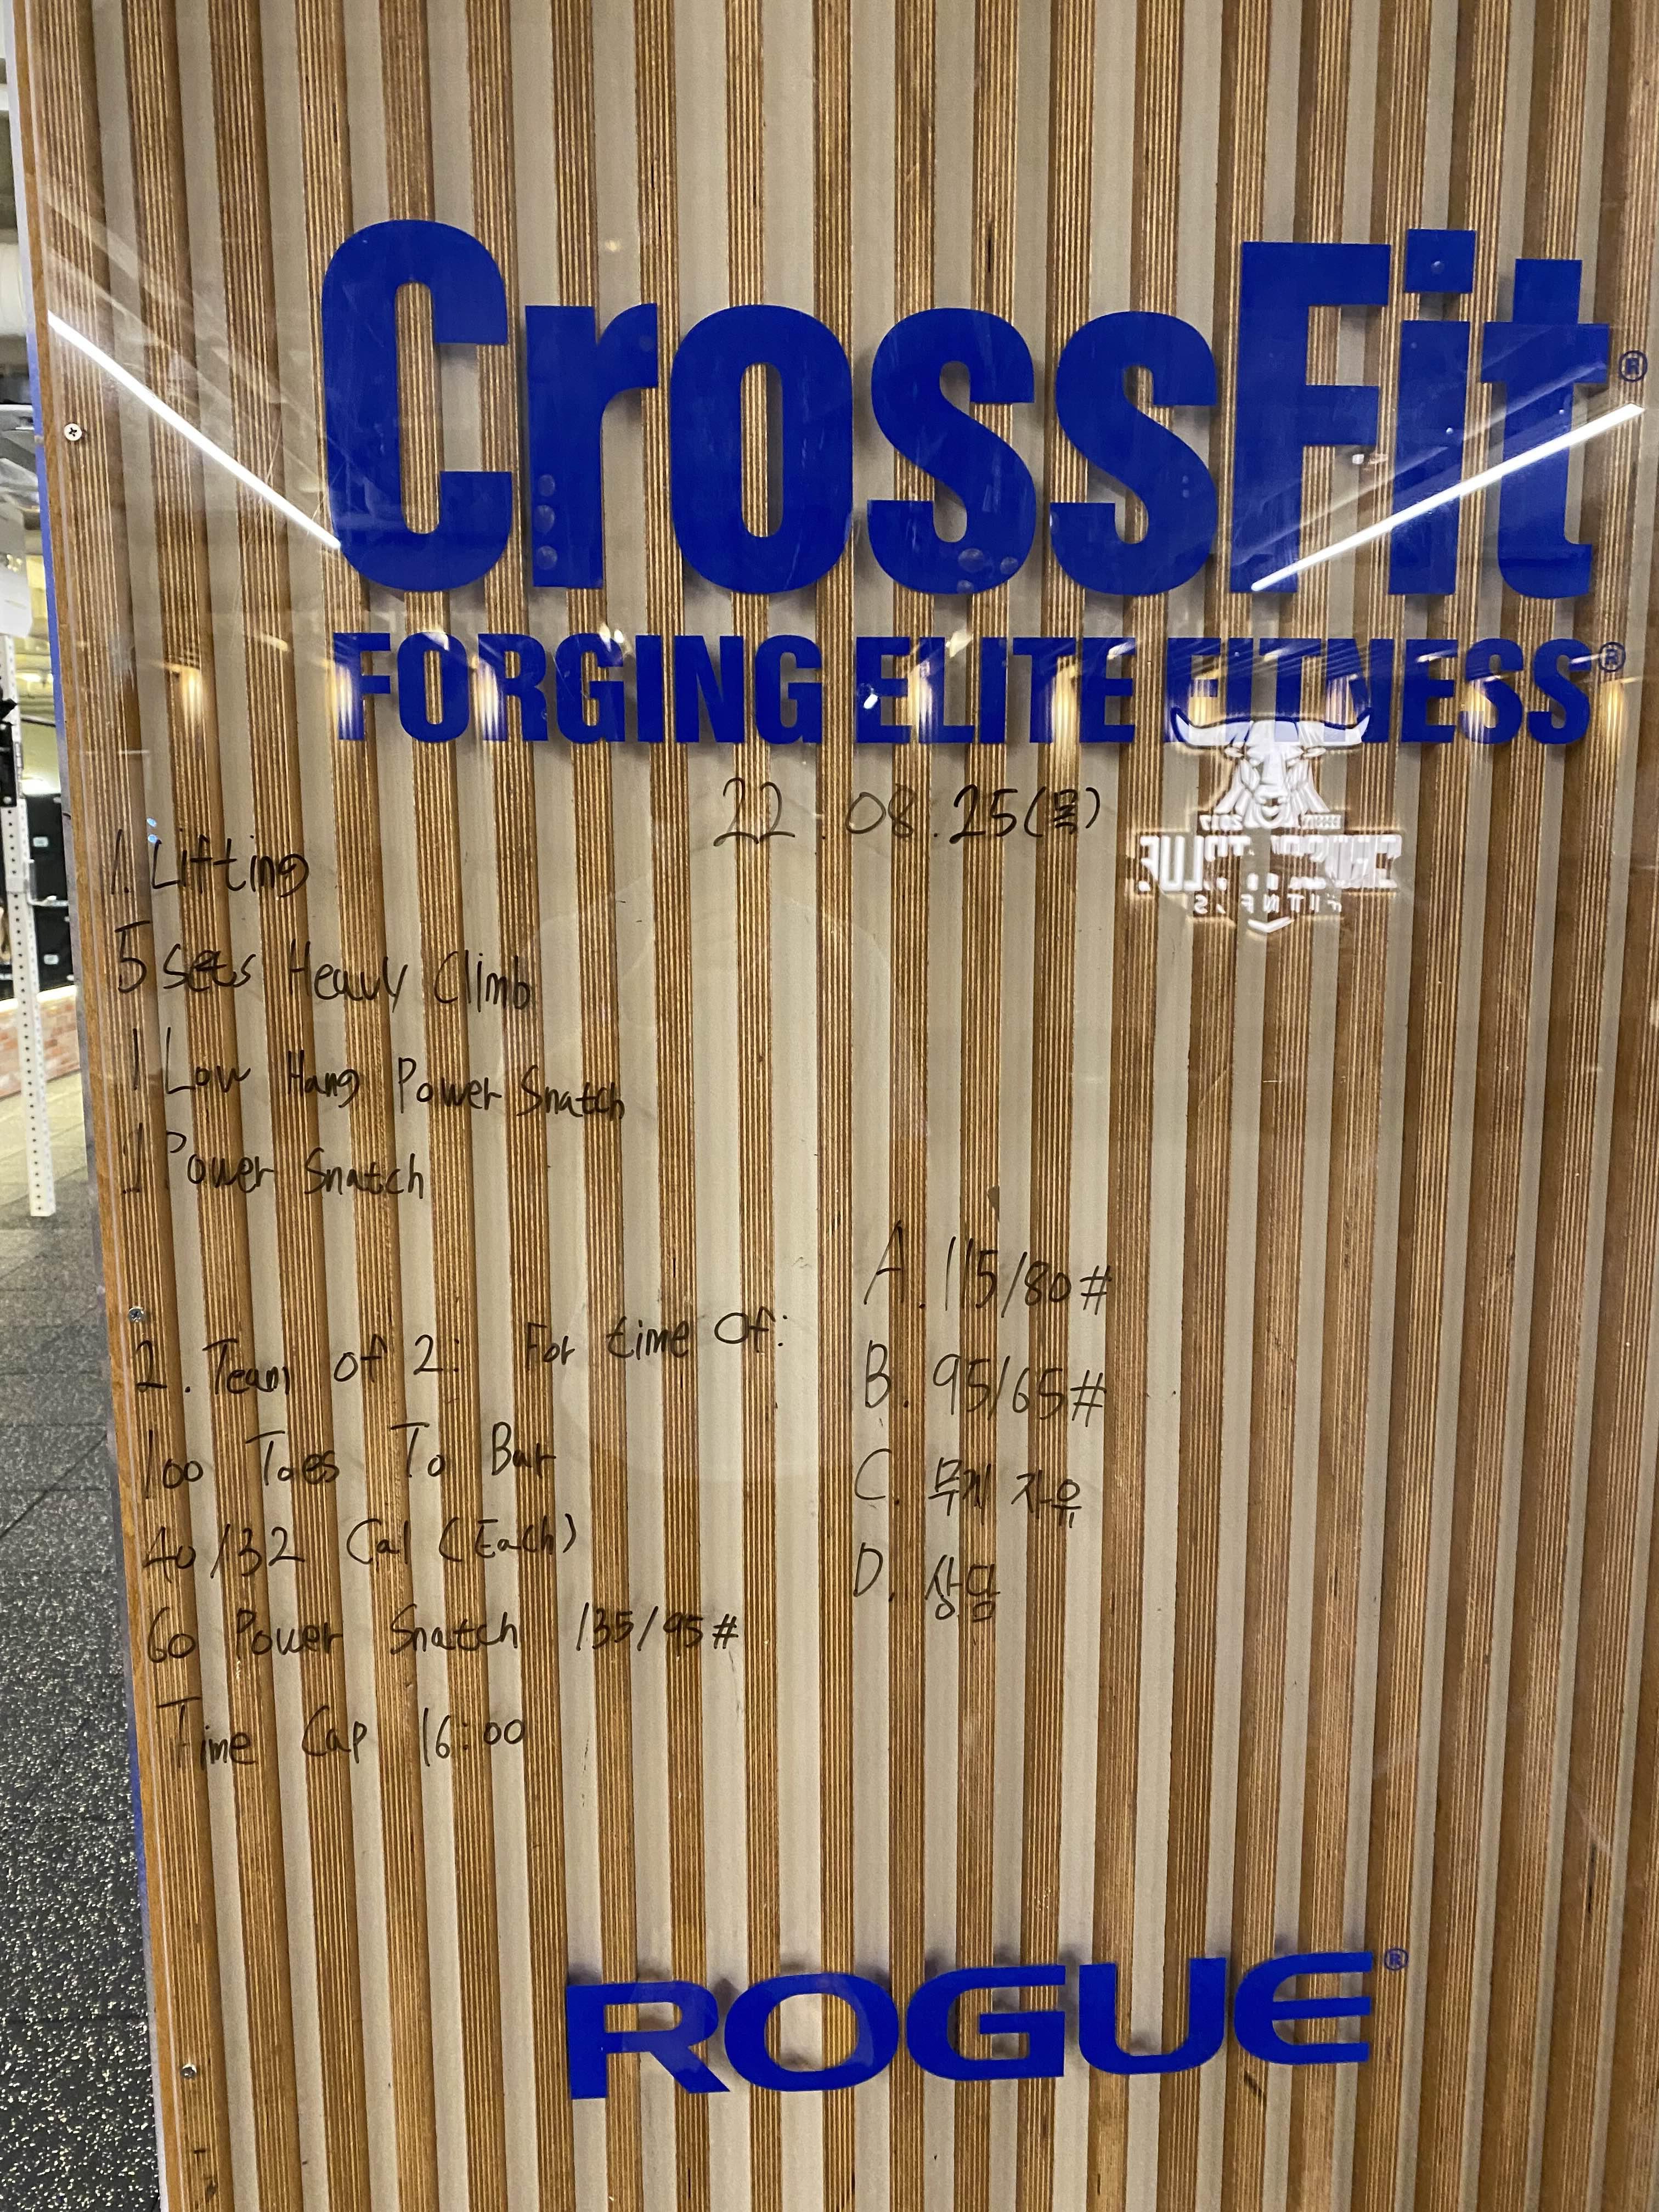 CrossFit®
FORGING ELITE FITNESS®
22.08.25(목)
1. Lifting
5 sets Heavy Climb
1 Low Hang Power Snatch
1 Power Snatch
2. Team of 2: For time Of:
100 Toes To Bar
40/32 Cal (Each)
60 Power Snatch 135/95#
Time Cap 16:00
A. 115/80#
B. 95/65#
C. 무게 자유
D. 상담
ROGUE®